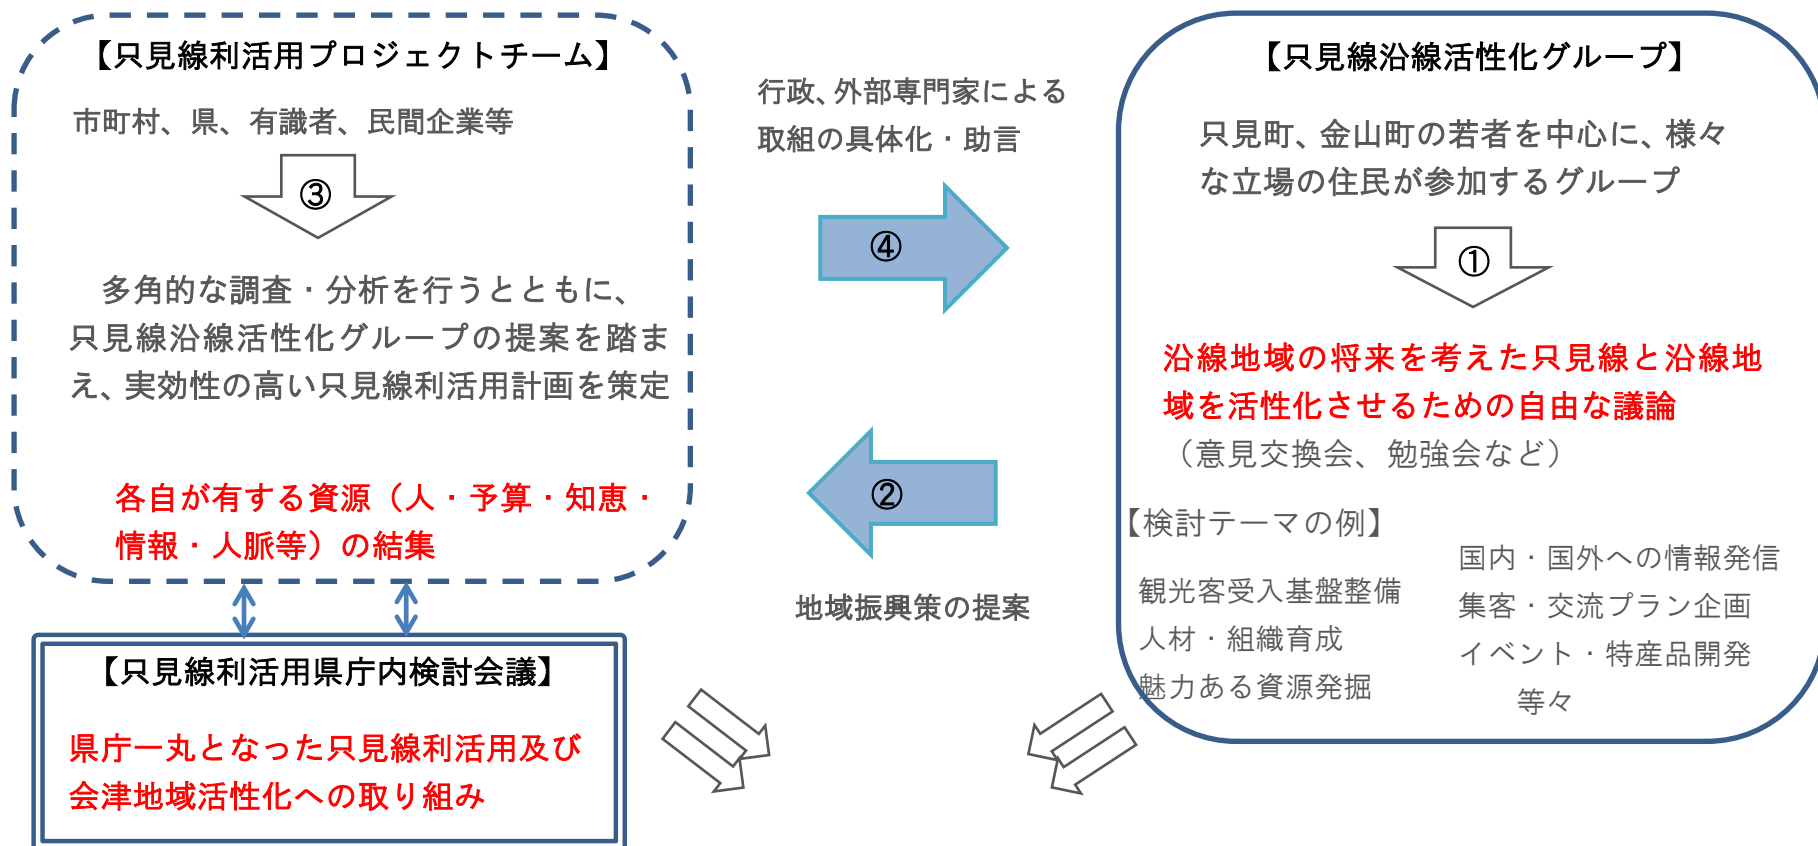 【只見線利活用プロジェクトチーム】
市町村、県、有識者、民間企業等
③
多角的な調査・分析を行うとともに、
只見線沿線活性化グループの提案を踏ま
え、実効性の高い只見線利活用計画を策定
各自が有する資源（人・予算・知恵・
情報・人脈等）の結集
【只見線利活用県庁内検討会議】
県庁一丸となった只見線利活用及び
会津地域活性化への取り組み
行政、外部専門家による
取組の具体化・助言
④
②
地域振興策の提案
【只見線沿線活性化グループ】
只見町、金山町の若者を中心に、様々
な立場の住民が参加するグループ
①
沿線地域の将来を考えた只見線と沿線地
域を活性化させるための自由な議論
（意見交換会、勉強会など）
【検討テーマの例】
観光客受入基盤整備
人材・組織育成
魅力ある資源発掘
国内・国外への情報発信
集客・交流プラン企画
イベント・特産品開発
等々